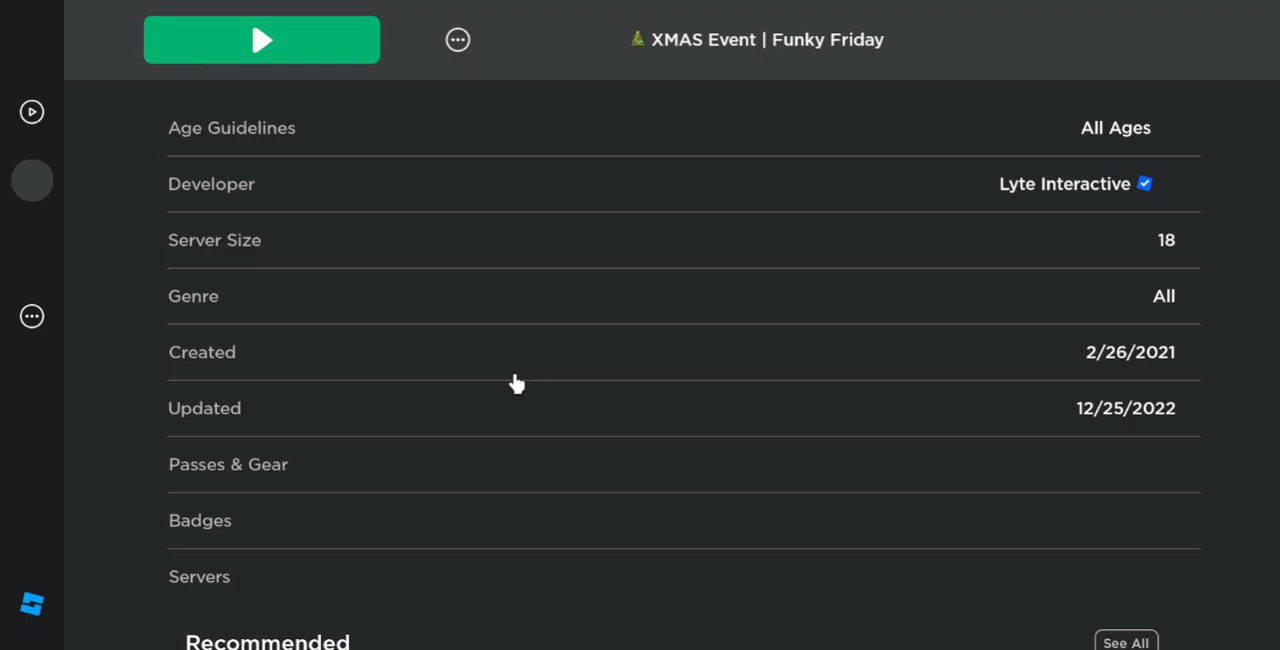 🎄 XMAS Event | Funky Friday
Age Guidelines All Ages
Developer Lyte Interactive
Server Size 18
Genre All
Created 2/26/2021
Updated 12/25/2022
Passes & Gear
Badges
Servers
Recommended See All